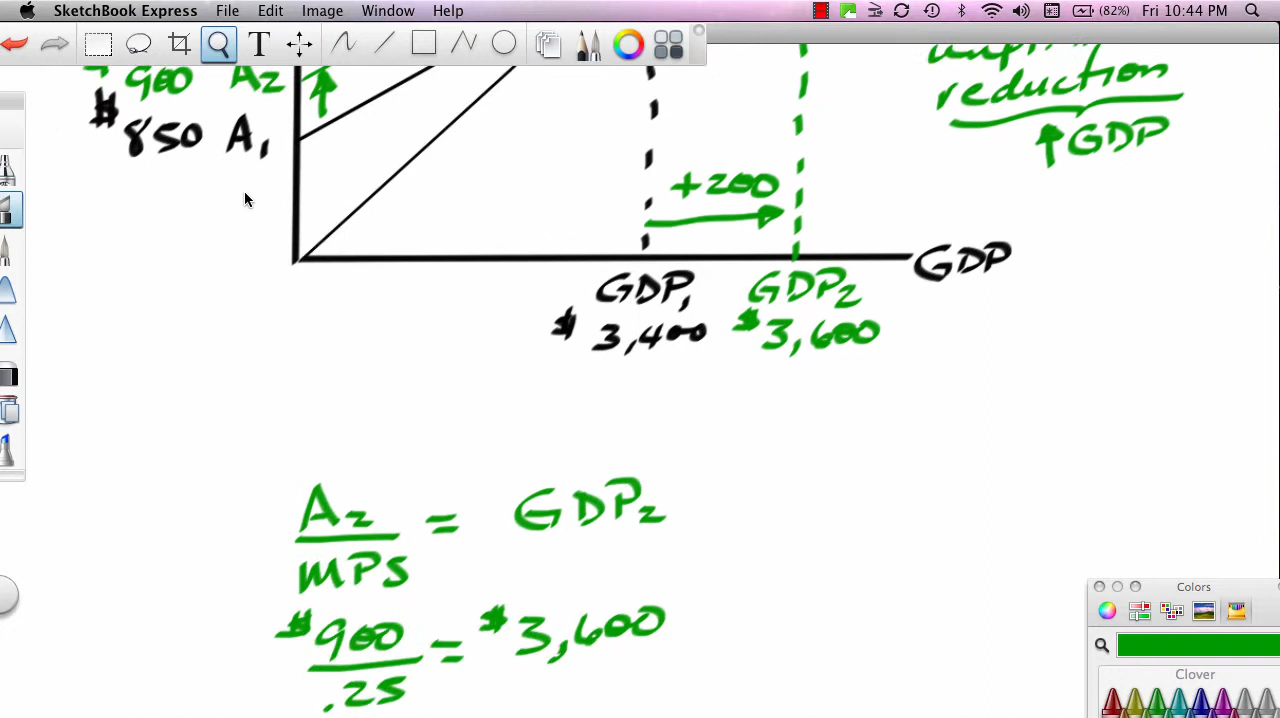 SketchBook Express File Edit Image Window Help (82%) Fri 10:44 PM
T
$ 900 A2
$ 850 A1
reduction
↑ GDP
+200
GDP
GDP1 GDP2
$ 3,400 $ 3,600
A2 = GDP2
MPS
$900 = $3,600
.25
Colors
Clover